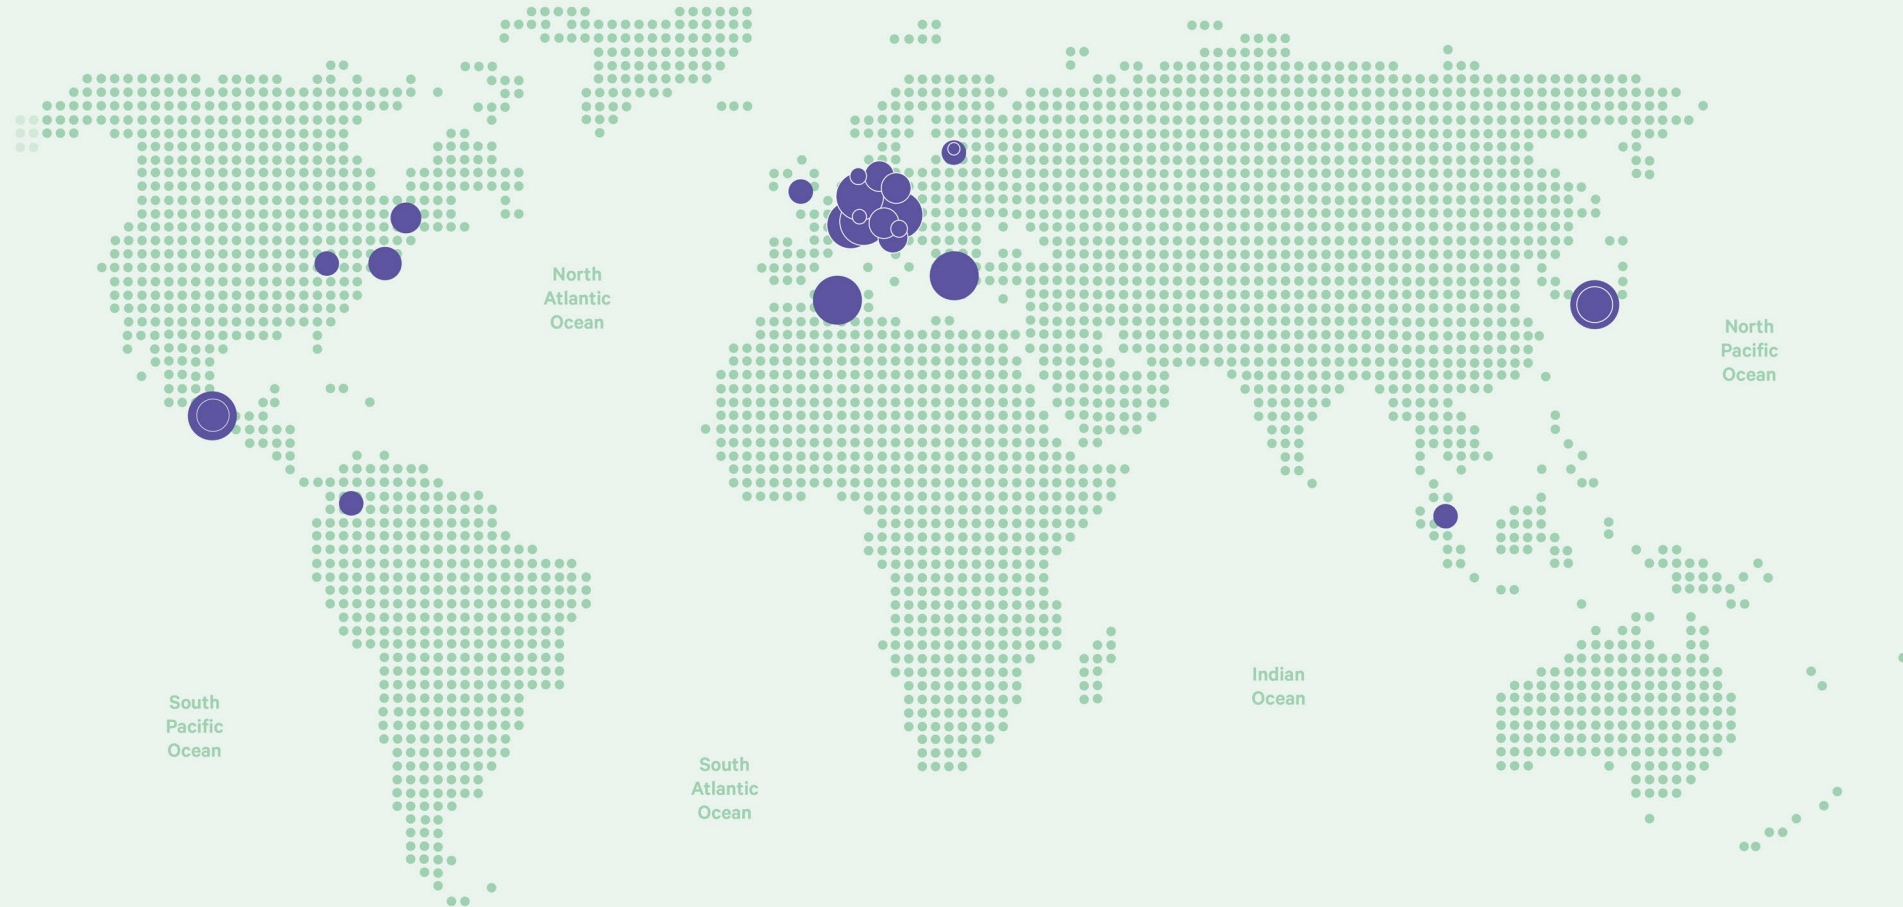 North
Atlantic
Ocean
North
Pacific
Ocean
South
Pacific
Ocean
South
Atlantic
Ocean
Indian
Ocean